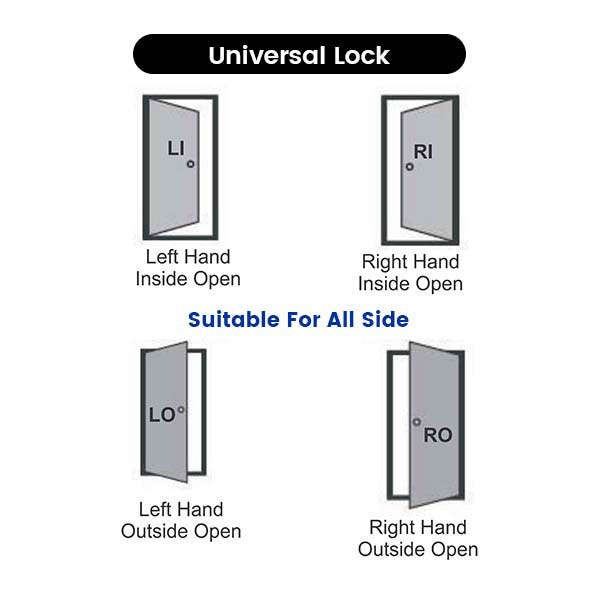 Universal Lock
LI
RI
Left Hand
Inside Open
Right Hand
Inside Open
Suitable For All Side
LO
RO
Left Hand
Outside Open
Right Hand
Outside Open